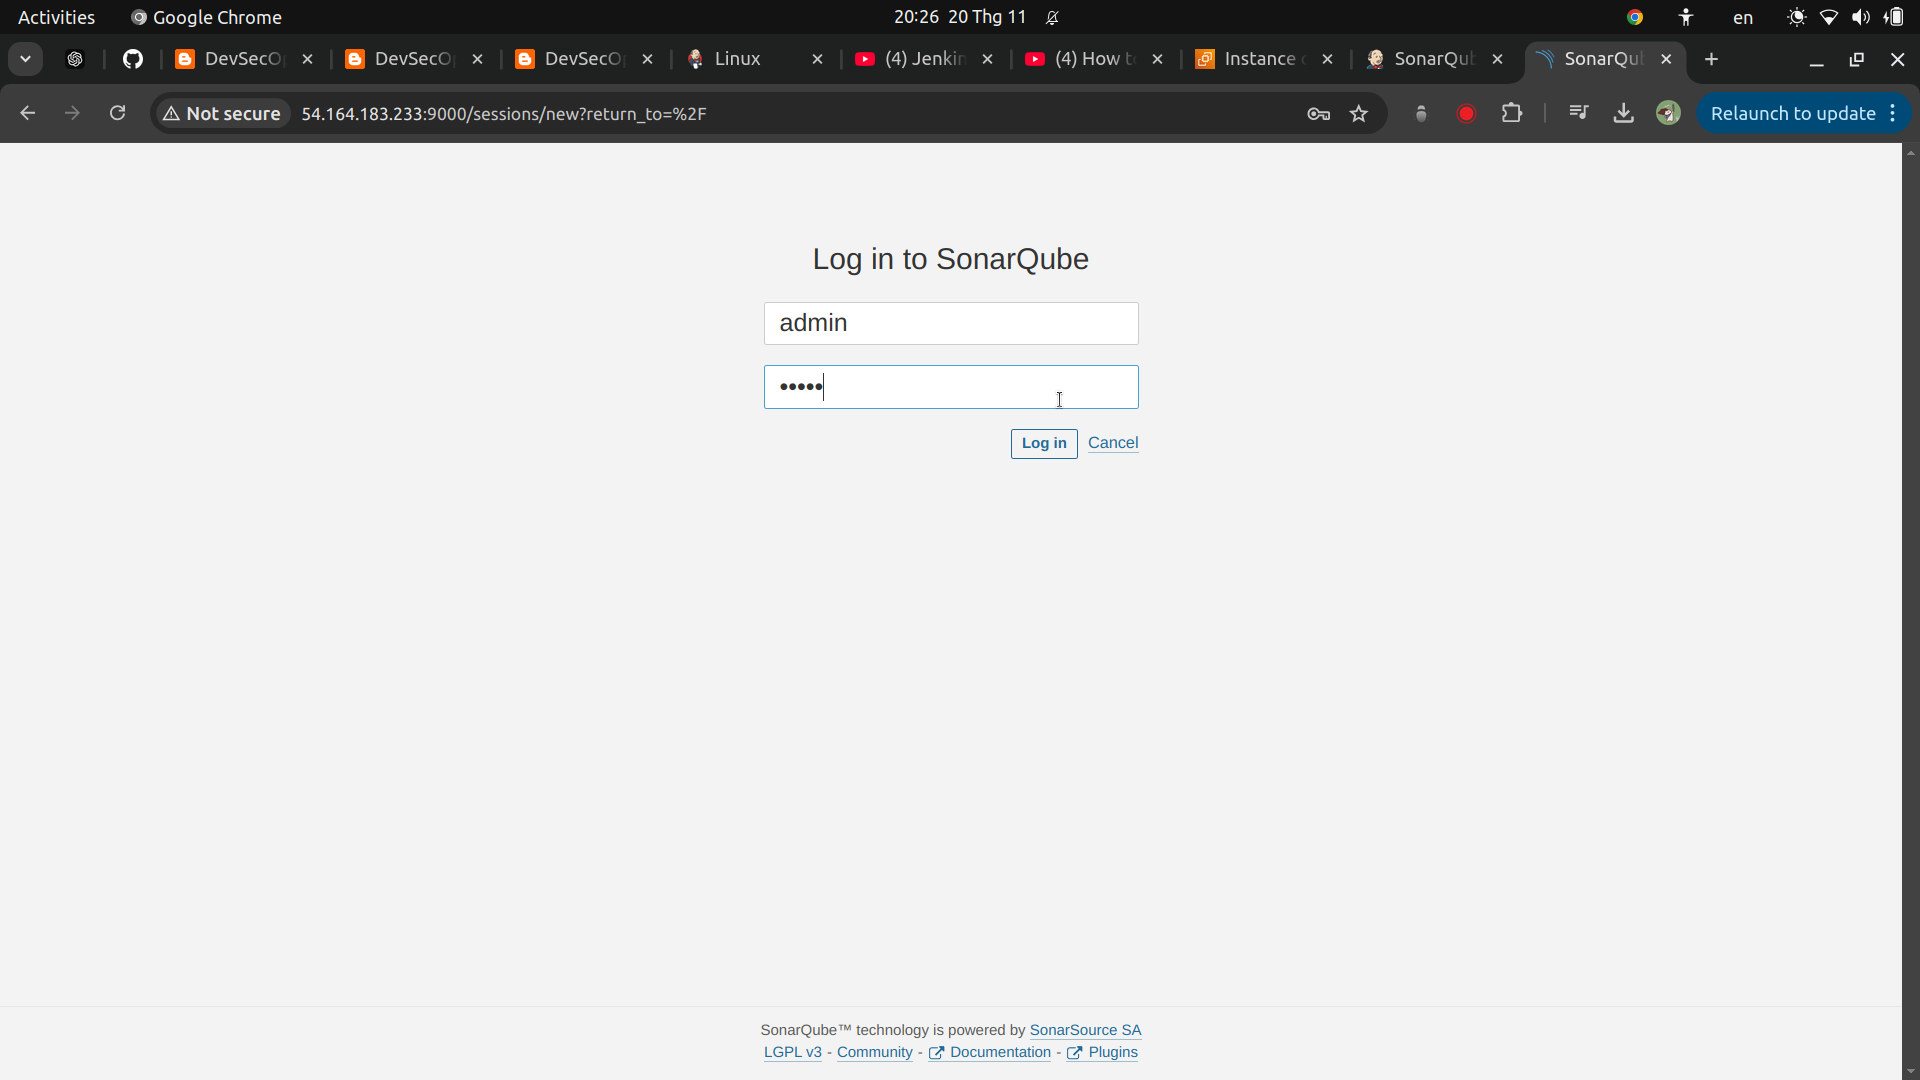 Activities
Google Chrome
20:26 20 Thg 11
en
DevSecO
DevSecO
DevSecO
Linux
(4) Jenkin
(4) How t
Instance
SonarQu
SonarQu
Not secure
54.164.183.233:9000/sessions/new?return_to=%2F
Relaunch to update
Log in to SonarQube
admin
•••••
Log in
Cancel
SonarQube™ technology is powered by SonarSource SA
LGPL v3 - Community - Documentation - Plugins